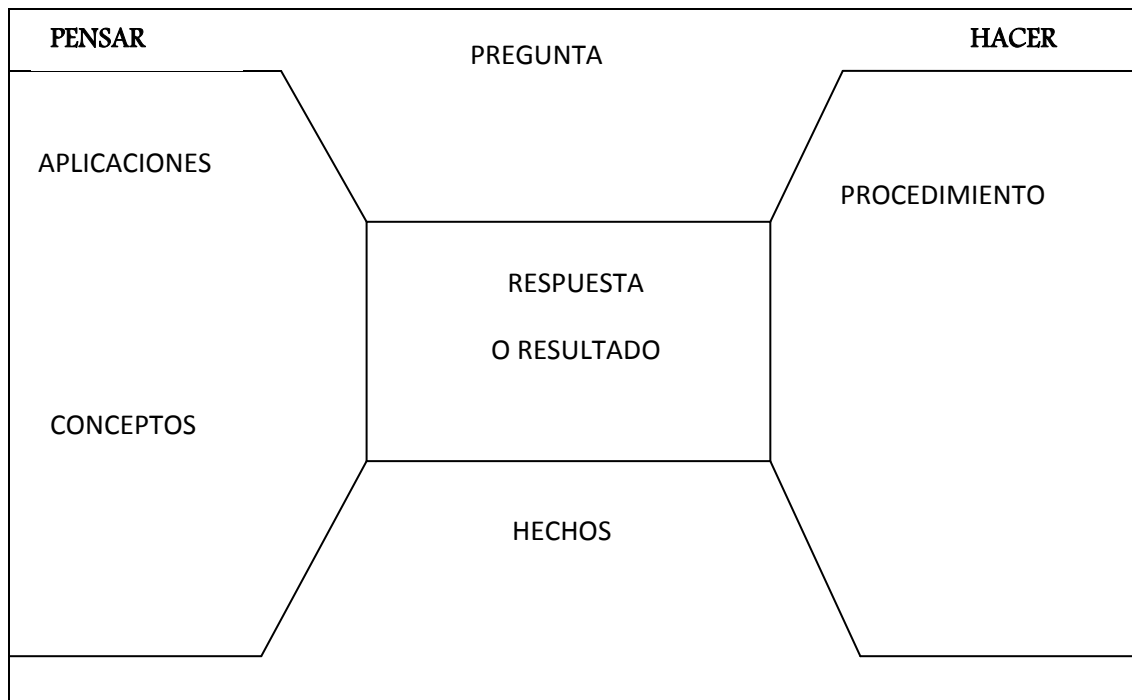 PENSAR
PREGUNTA
HACER
APLICACIONES
PROCEDIMIENTO
RESPUESTA
O RESULTADO
CONCEPTOS
HECHOS